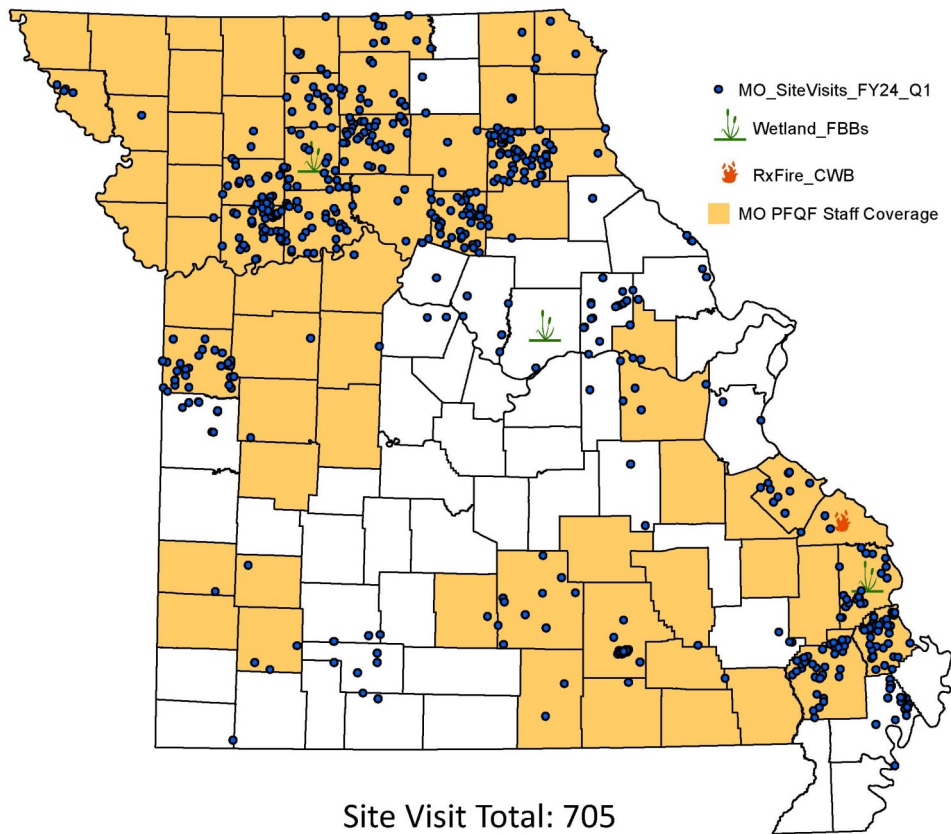 MO_SiteVisits_FY24_Q1
Wetland_FBBs
RxFire_CWB
MO PFQF Staff Coverage
Site Visit Total: 705